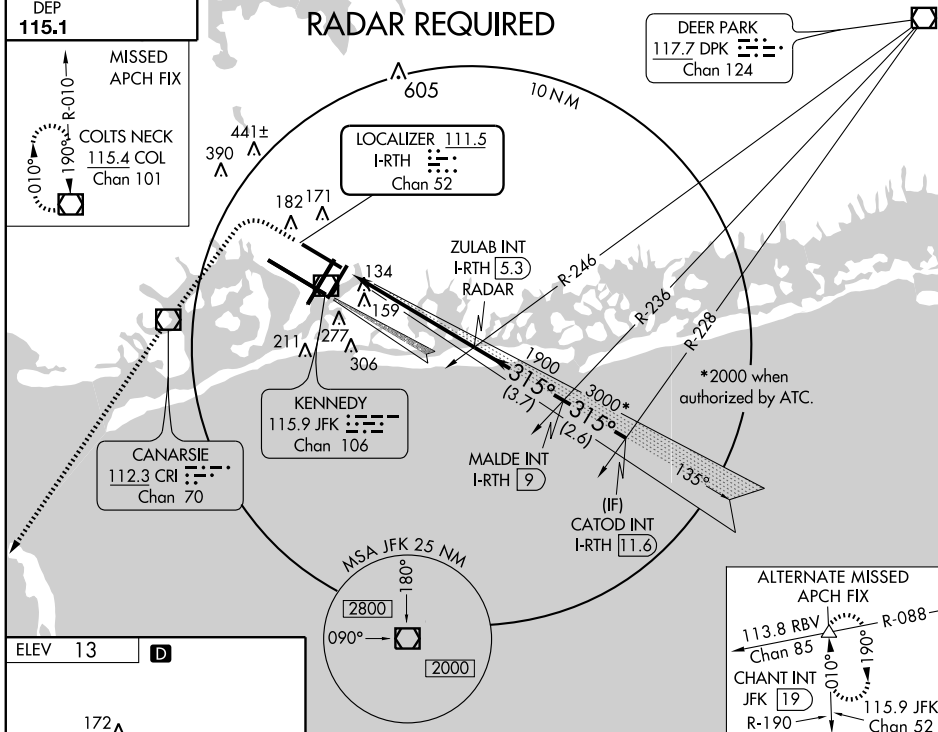 DEP
115.1
RADAR REQUIRED
MISSED
APCH FIX
R-010
010°
190°
COLTS NECK
115.4 COL
Chan 101
DEER PARK
117.7 DPK
Chan 124
605
10 NM
441±
390
LOCALIZER 111.5
I-RTH
Chan 52
182
171
134
159
277
211
306
ZULAB INT
I-RTH 5.3
RADAR
R-246
R-236
R-228
1900
315°
(3.7)
3000*
315°
(2.6)
*2000 when
authorized by ATC.
135°
KENNEDY
115.9 JFK
Chan 106
CANARSIE
112.3 CRI
Chan 70
MALDE INT
I-RTH 9
(IF)
CATOD INT
I-RTH 11.6
MSA JFK 25 NM
180°
2800
090°
2000
ALTERNATE MISSED
APCH FIX
113.8 RBV
Chan 85
R-088
010°
190°
CHANT INT
JFK 19
R-190
115.9 JFK
Chan 52
ELEV 13
D
172